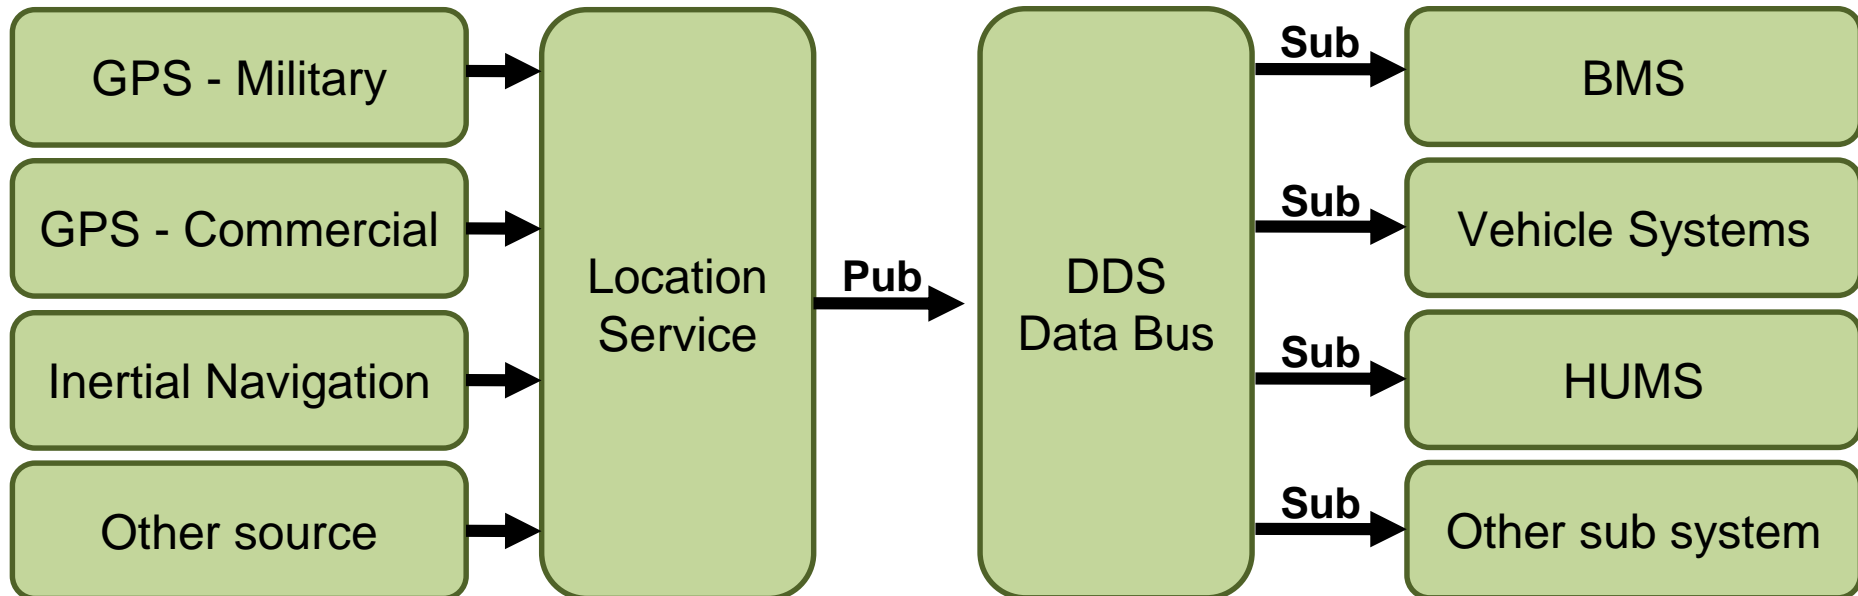 GPS - Military
GPS - Commercial
Inertial Navigation
Other source
Location
Service
Pub
DDS
Data Bus
Sub
BMS
Sub
Vehicle Systems
Sub
HUMS
Sub
Other sub system